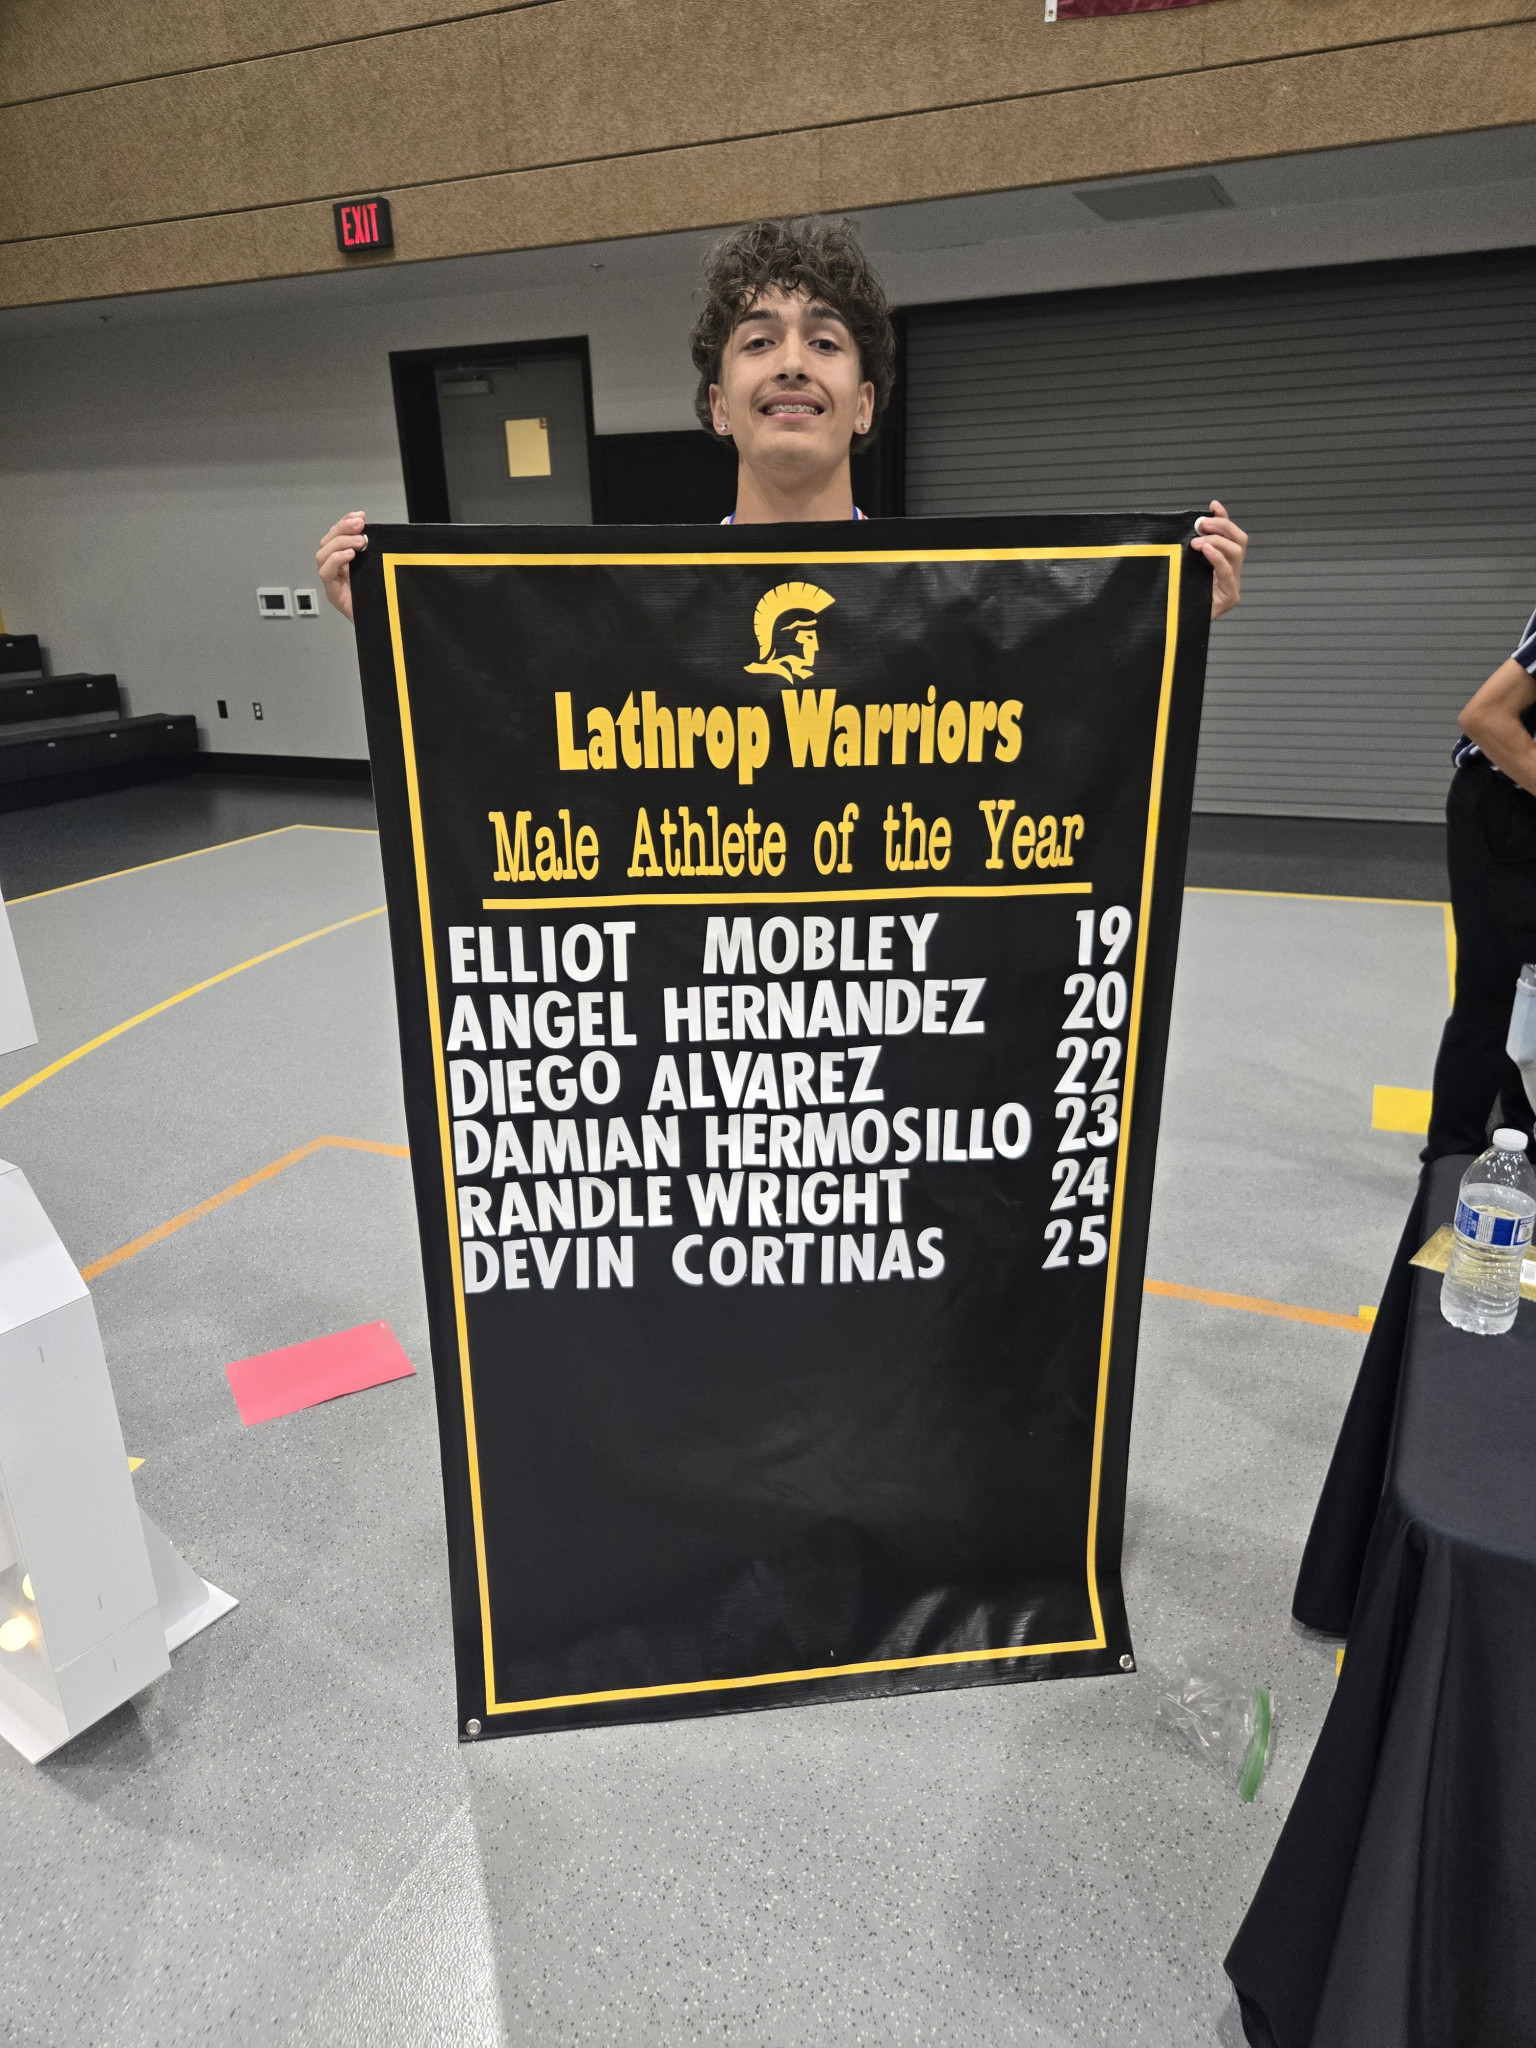 EXIT
Lathrop Warriors
Male Athlete of the Year
ELLIOT MOBLEY 19
ANGEL HERNANDEZ 20
DIEGO ALVAREZ 22
DAMIAN HERMOSILLO 23
RANDLE WRIGHT 24
DEVIN CORTINAS 25